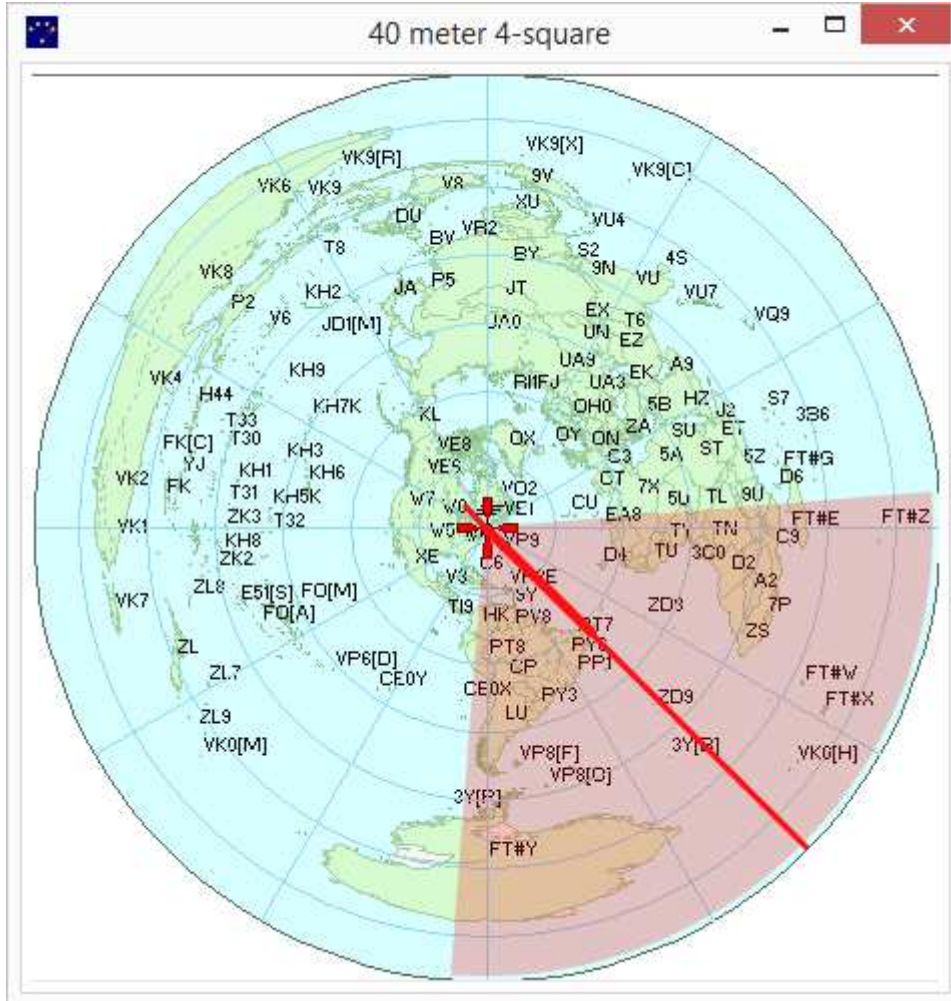 40 meter 4-square
VK9[X]
VK9[R]
VK9[C]
9V
VK6
VK9
V8
XU
DU
VU4
VR2
BV
T8
BY
S2
4S
VK8
9N
P5
VU
JA
JT
KH2
VU7
P2
EX
VQ9
V6
JD1[M]
JA0
T6
UN
EZ
UA9
A9
KH9
EK
VK4
UA3
H44
HZ
S7
KH7K
OH0
5B
J2
3B6
KL
T33
ZA
SU
ET
T30
OY
ON
OX
FK[C]
VE8
ST
KH3
C3
5A
5Z
FT#G
YJ
KH1
KH6
CT
D6
VK2
FK
7X
T31
VO2
KH5K
W7
5U
TL
9U
CU
W0
VE1
ZK3
EA8
FT#E
FT#Z
T32
VK1
W5
TN
KH8
VP9
C9
TU
3C0
D4
ZK2
XE
C6
D2
V3
A2
ZL8
E51[S]
FO[M]
9Y
VK7
TI9
ZD8
7P
FO[A]
HK
PV8
ZS
ZL
PT8
PY0
VP6[D]
PP1
ZL7
CP
FT#W
CE0Y
CE0X
PY3
ZD9
FT#X
ZL9
LU
VK0[M]
VP8[F]
VK0[H]
VP8[O]
FT#Y